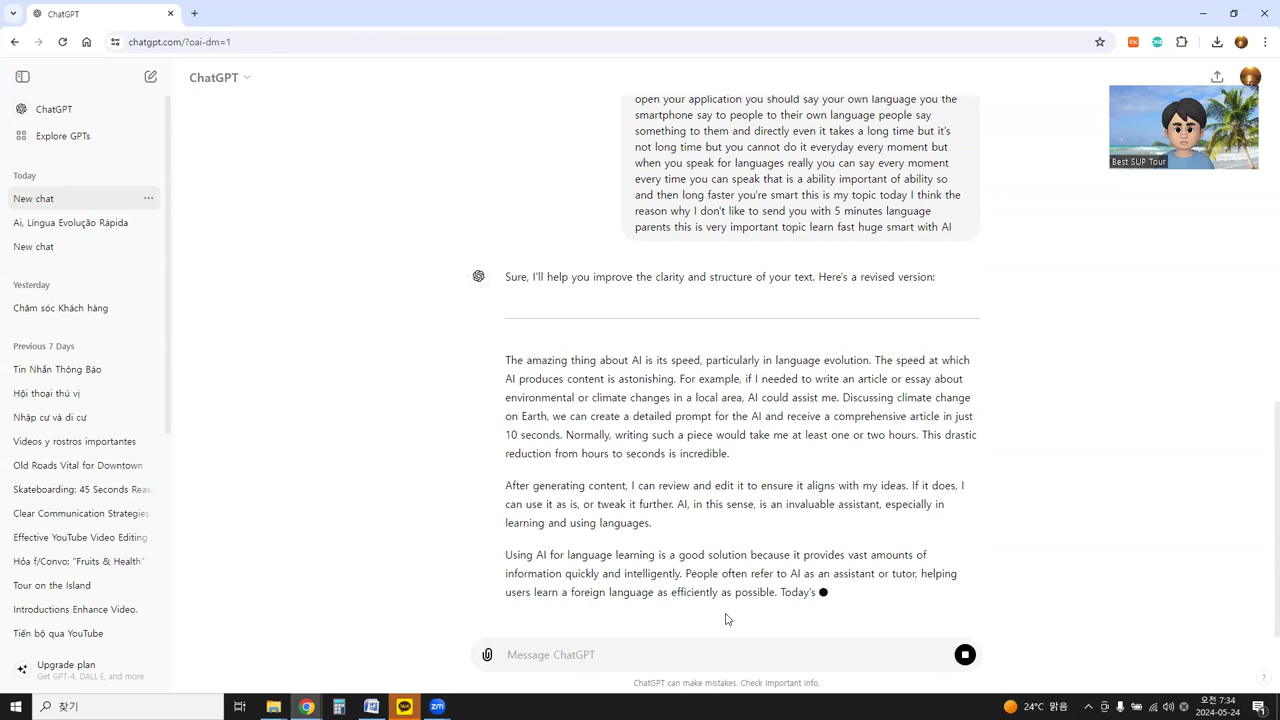 ChatGPT
chatgpt.com/?oai-dm=1
ChatGPT
ChatGPT
Explore GPTs
Today
New chat
Ai, Língua Evolução Rápida
New chat
Yesterday
Chăm sóc Khách hàng
Previous 7 Days
Tin Nhắn Thông Báo
Hội thoại thú vị
Nhập cư và di cư
Videos y rostros importantes
Old Roads Vital for Downtown
Skateboarding: 45 Seconds Reas
Clear Communication Strategies
Effective YouTube Video Editing
Hỏa f/Convo: "Fruits & Health"
Tour on the Island
Introductions Enhance Video.
Tiến bộ qua YouTube
Upgrade plan
Get GPT-4, DALL·E, and more
open your application you should say your own language you the
smartphone say to people to their own language people say
something to them and directly even it takes a long time but it's
not long time but you cannot do it everyday every moment but
when you speak for languages really you can say every moment
every time you can speak that is a ability important of ability so
and then long faster you're smart this is my topic today I think the
reason why I don't like to send you with 5 minutes language
parents this is very important topic learn fast huge smart with AI
Best SUP Tour
Sure, I'll help you improve the clarity and structure of your text. Here's a revised version:
The amazing thing about AI is its speed, particularly in language evolution. The speed at which
AI produces content is astonishing. For example, if I needed to write an article or essay about
environmental or climate changes in a local area, AI could assist me. Discussing climate change
on Earth, we can create a detailed prompt for the AI and receive a comprehensive article in just
10 seconds. Normally, writing such a piece would take me at least one or two hours. This drastic
reduction from hours to seconds is incredible.
After generating content, I can review and edit it to ensure it aligns with my ideas. If it does, I
can use it as is, or tweak it further. AI, in this sense, is an invaluable assistant, especially in
learning and using languages.
Using AI for language learning is a good solution because it provides vast amounts of
information quickly and intelligently. People often refer to AI as an assistant or tutor, helping
users learn a foreign language as efficiently as possible. Today's
Message ChatGPT
ChatGPT can make mistakes. Check important info.
?
찾기
24°C 맑음
오전 7:34
2024-05-24